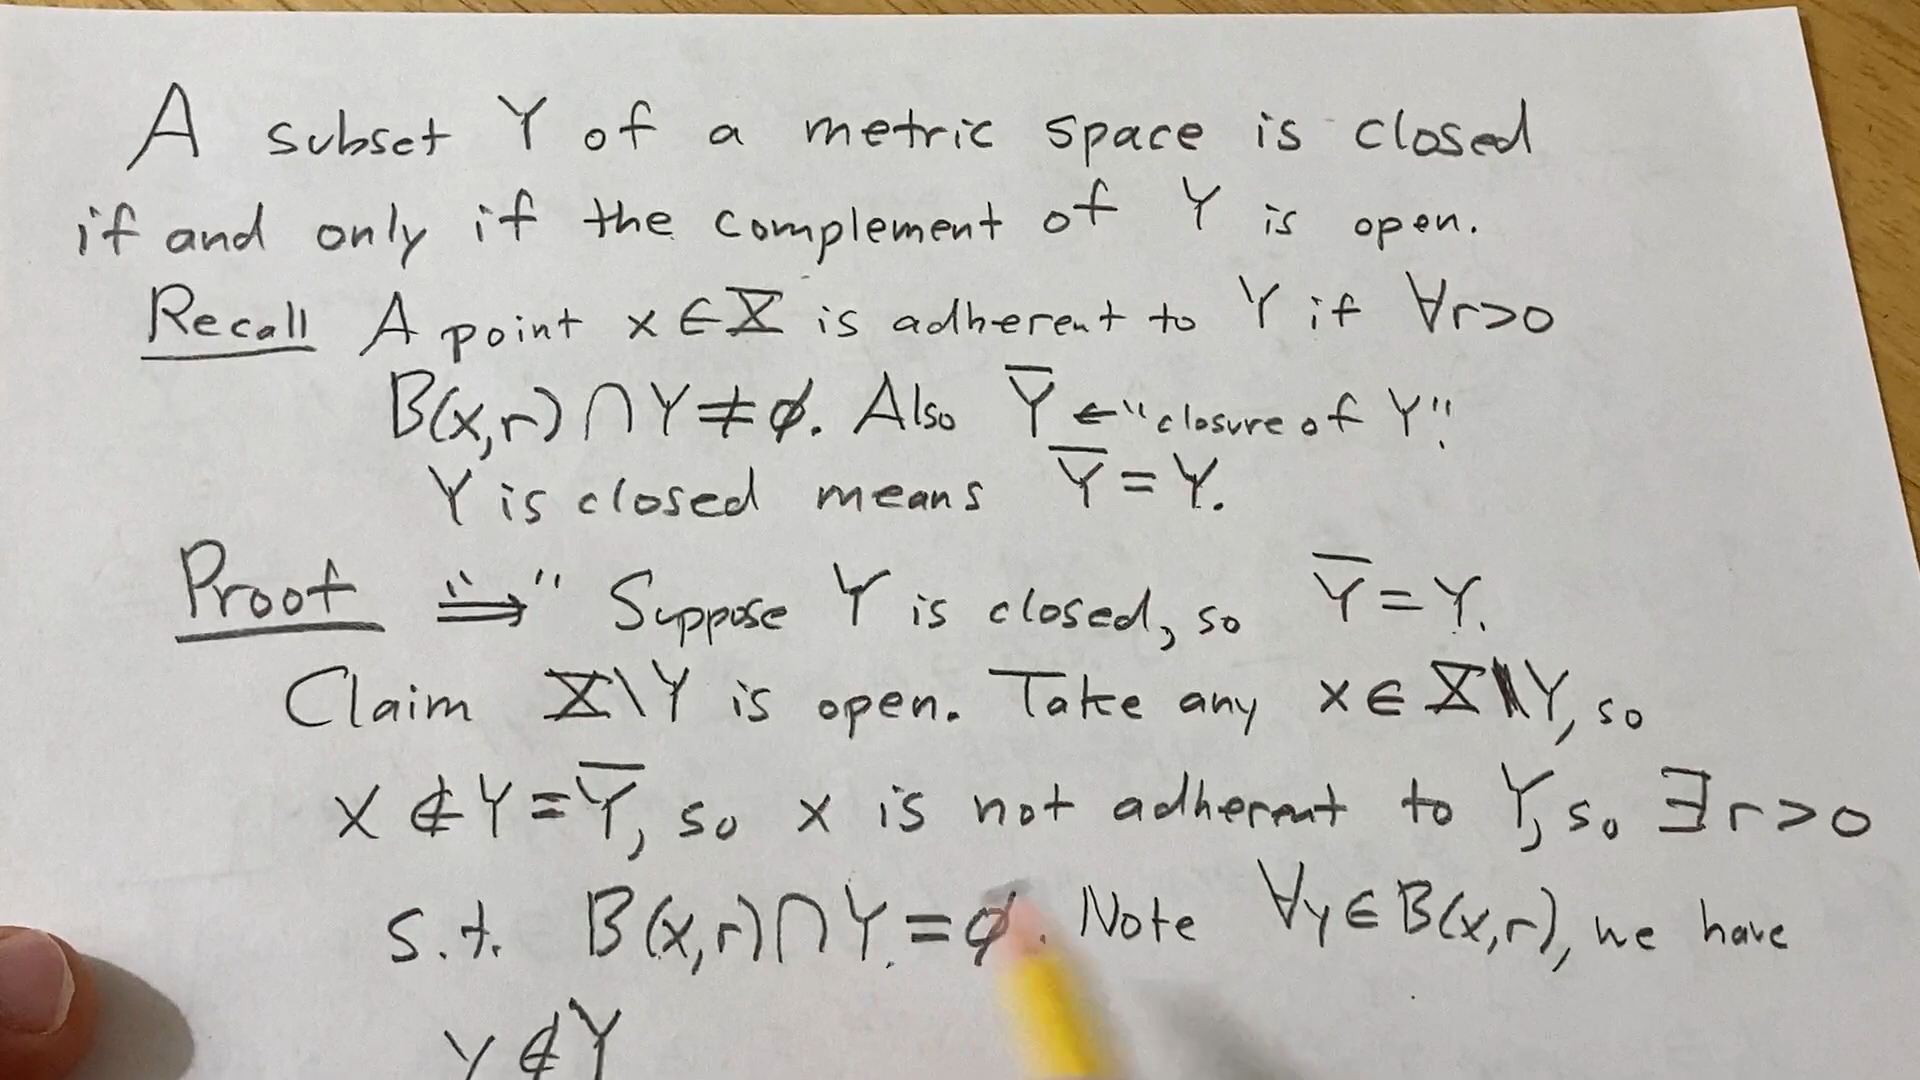 A subset Y of a metric space is closed
if and only if the complement of Y is open.
Recall A point x ∈ X is adherent to Y if ∀r>0
B(x,r) ∩ Y ≠ ∅. Also Y̅ ← "closure of Y".
Y is closed means Y̅ = Y.
Proof "⇒" Suppose Y is closed, so Y̅ = Y.
Claim X\Y is open. Take any x ∈ X\Y, so
x ∉ Y = Y̅, so x is not adherent to Y, so ∃r>0
s.t. B(x,r) ∩ Y = ∅. Note ∀y ∈ B(x,r), we have
y ∉ Y